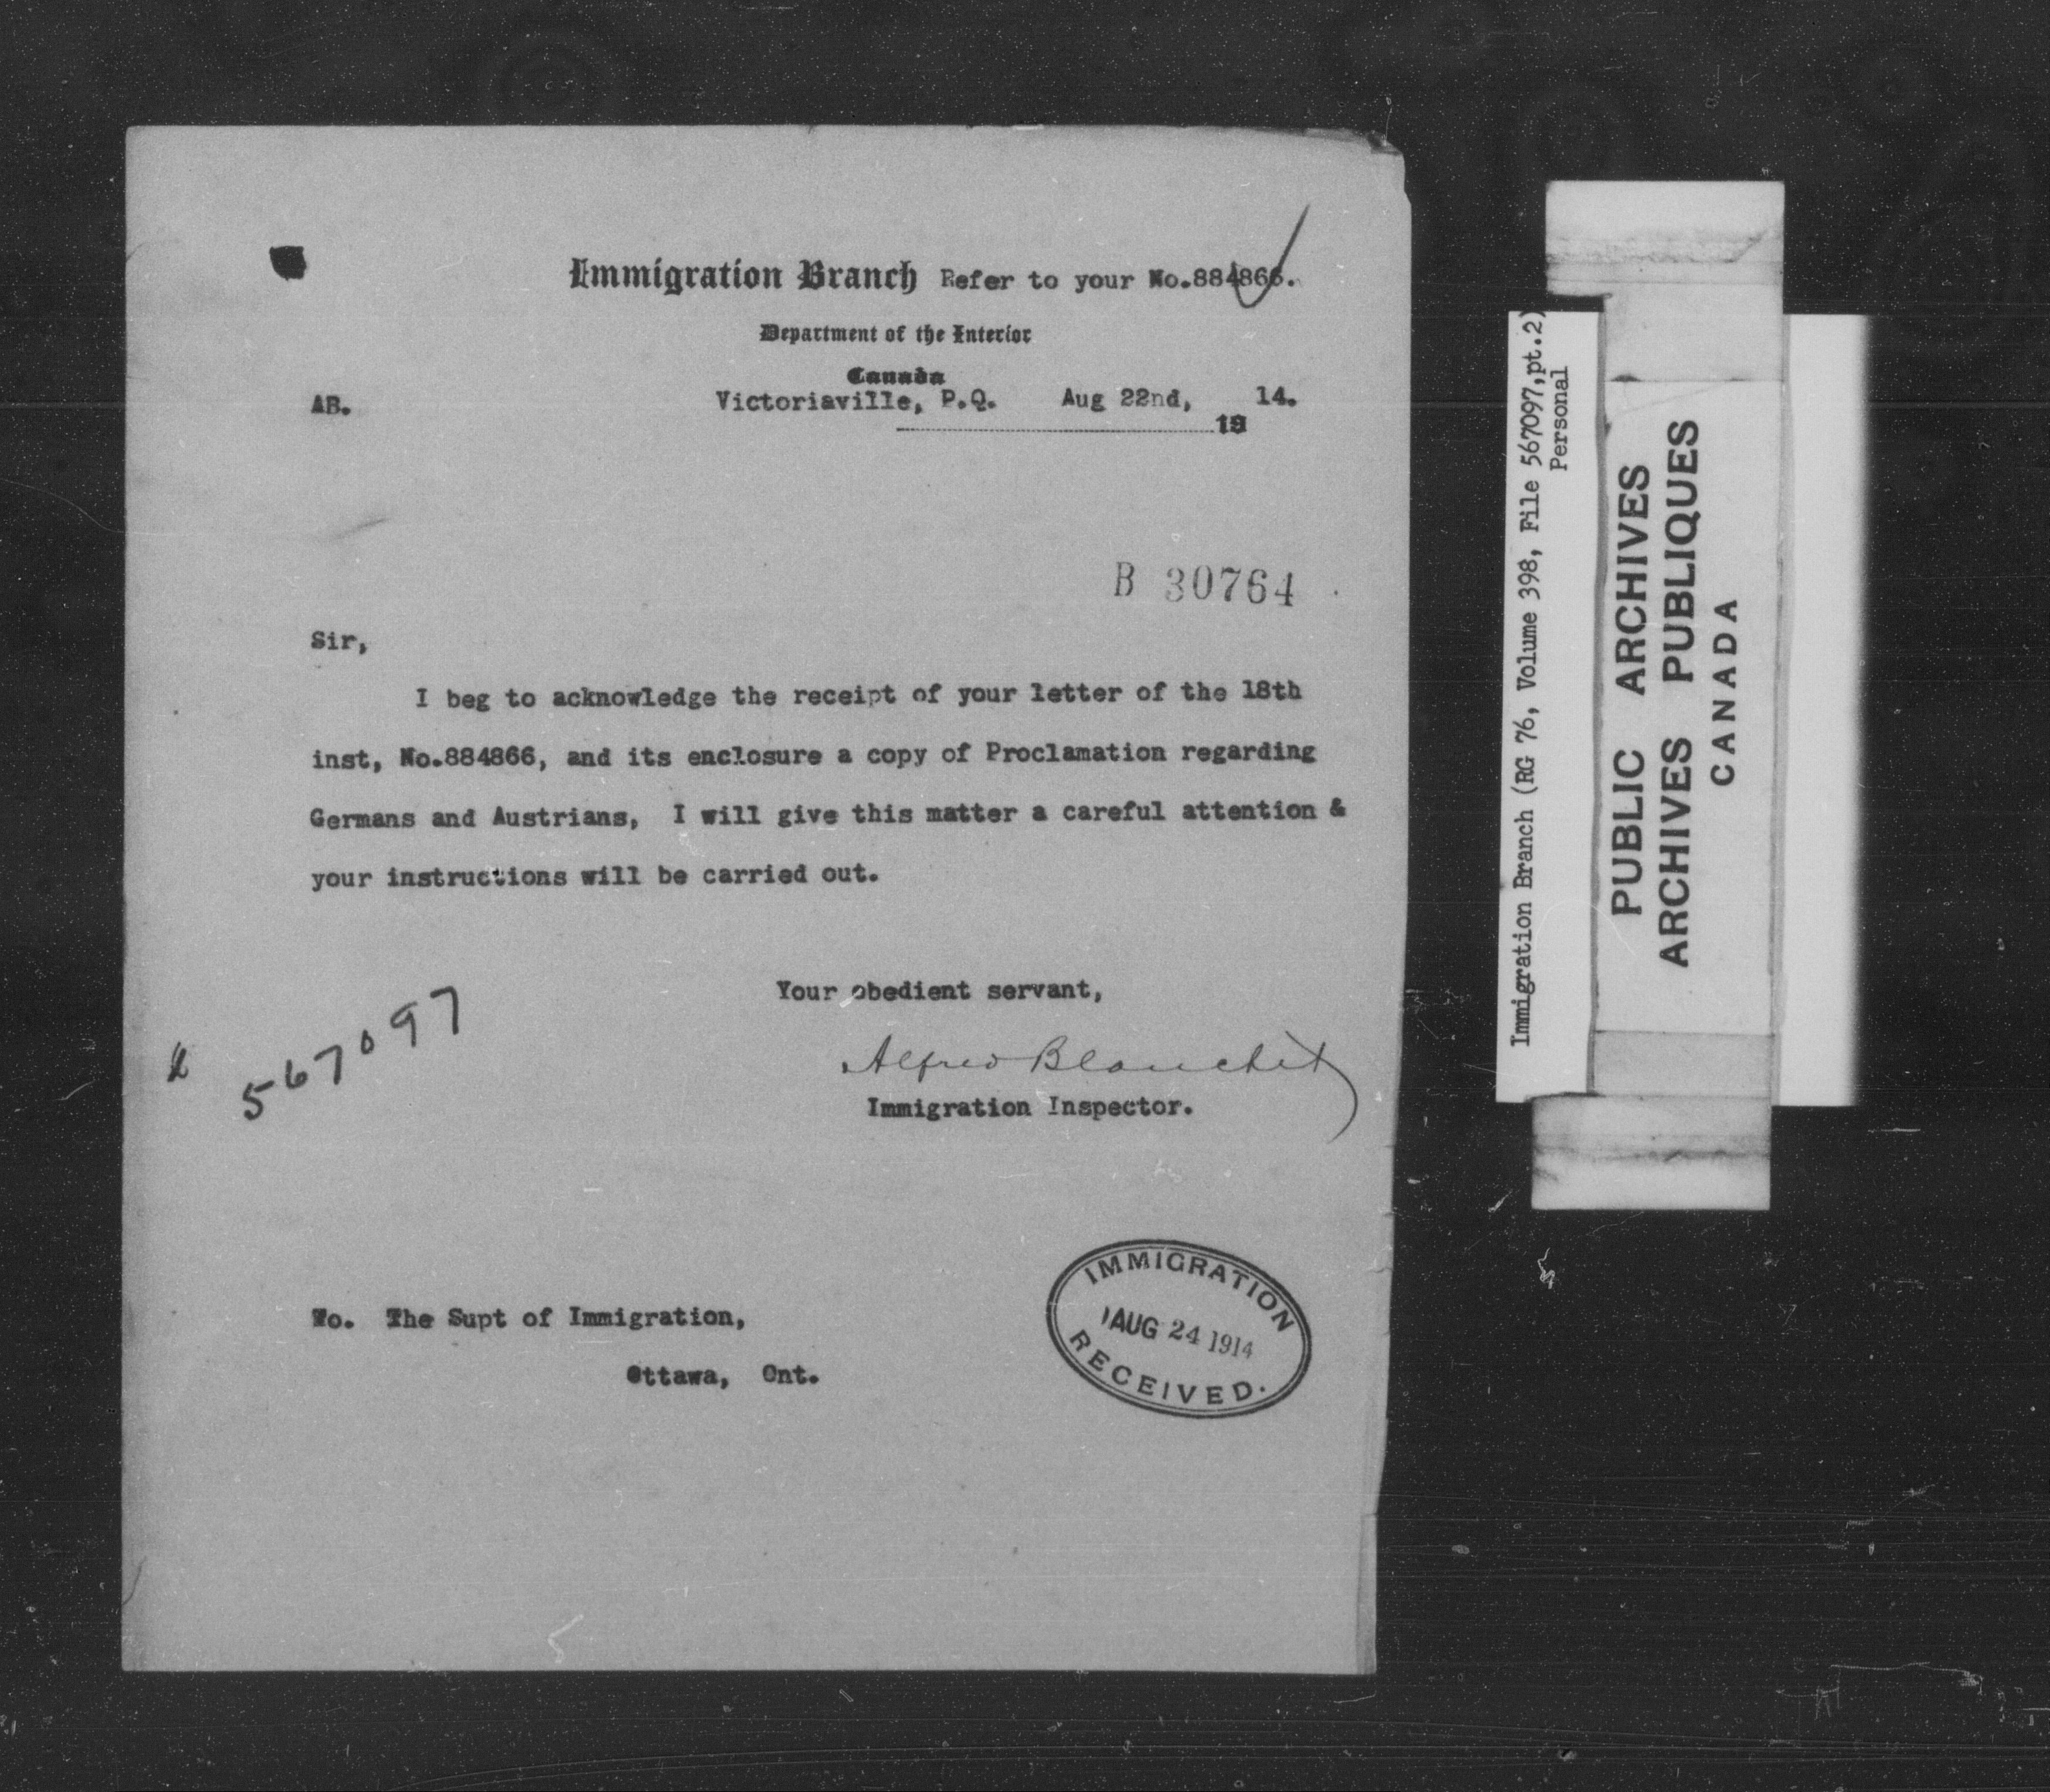 Immigration Branch Refer to your No.884866.
Department of the Interior
Canada
AB. Victoriaville, P.Q. Aug 22nd, 14.
19
B 30764
Sir,
I beg to acknowledge the receipt of your letter of the 18th
inst, No.884866, and its enclosure a copy of Proclamation regarding
Germans and Austrians, I will give this matter a careful attention &
your instructions will be carried out.
Your obedient servant,
567097
Alfred Blanchet
Immigration Inspector.
To. The Supt of Immigration,
Ottawa, Ont.
IMMIGRATION
AUG 24 1914
RECEIVED.
Immigration Branch (RG 76, Volume 398, File 567097,pt.2)
Personal
PUBLIC ARCHIVES
ARCHIVES PUBLIQUES
CANADA